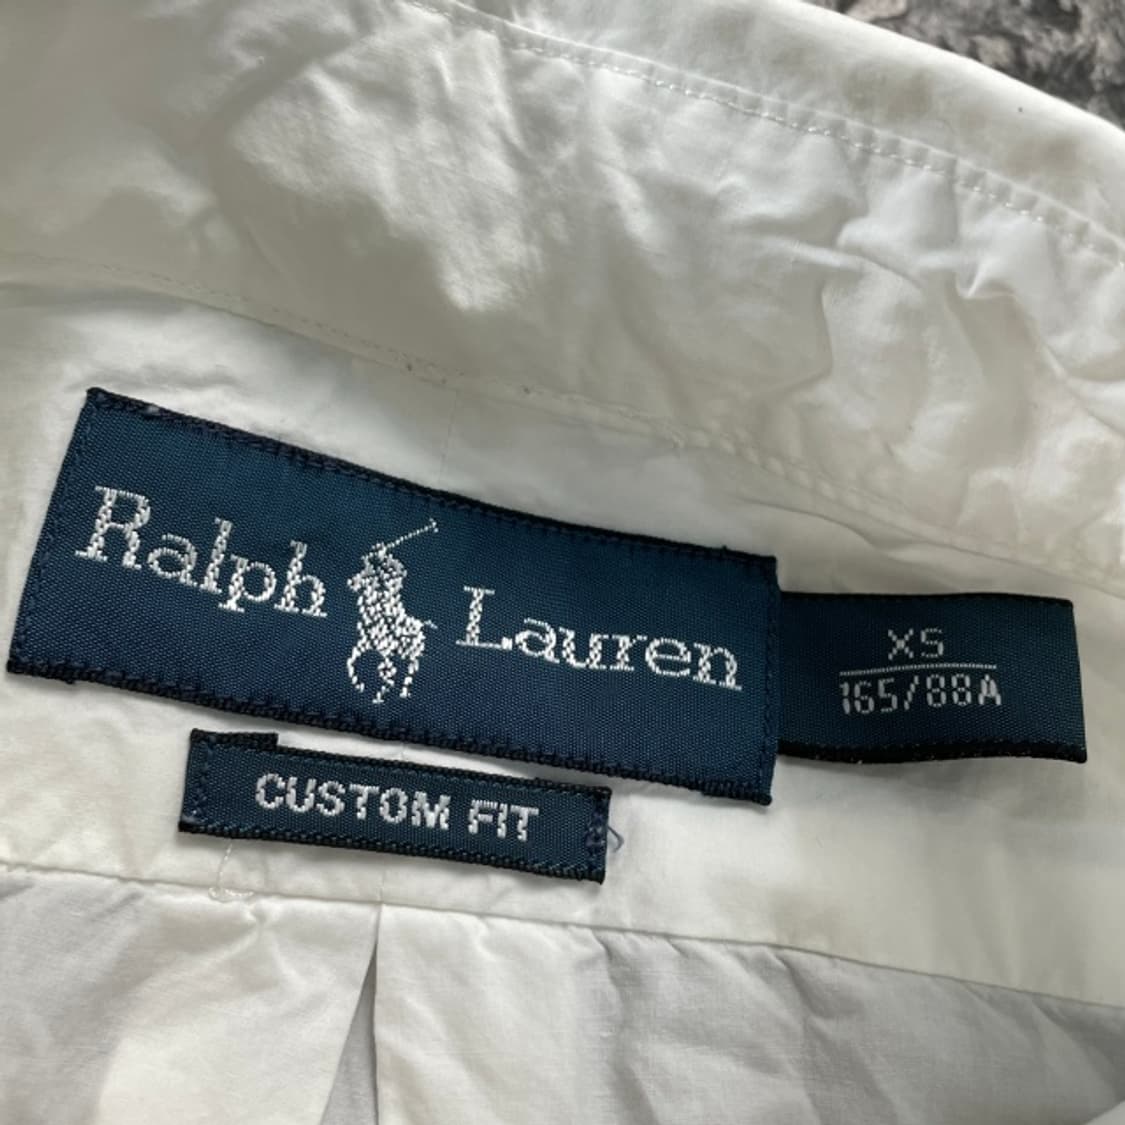 Ralph Lauren
XS
165/88A
CUSTOM FIT